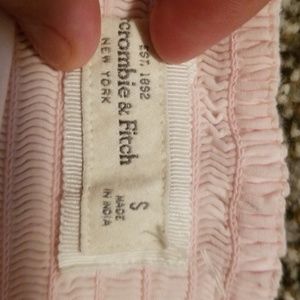 EST. 1892
crombie & Fitch
NEW YORK
S
MADE
IN INDIA